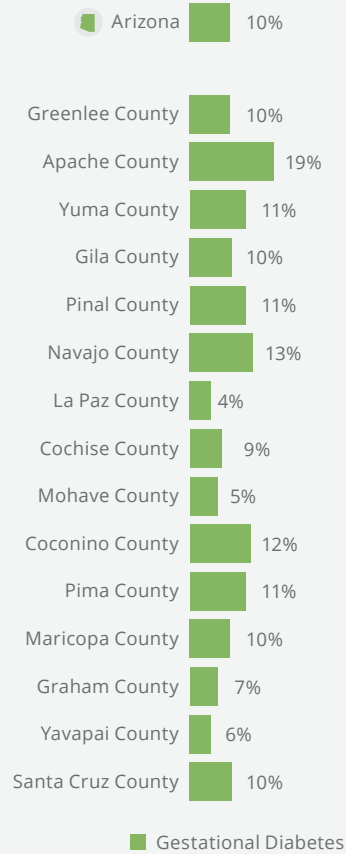 Arizona 10%
Greenlee County 10%
Apache County 19%
Yuma County 11%
Gila County 10%
Pinal County 11%
Navajo County 13%
La Paz County 4%
Cochise County 9%
Mohave County 5%
Coconino County 12%
Pima County 11%
Maricopa County 10%
Graham County 7%
Yavapai County 6%
Santa Cruz County 10%
Gestational Diabetes